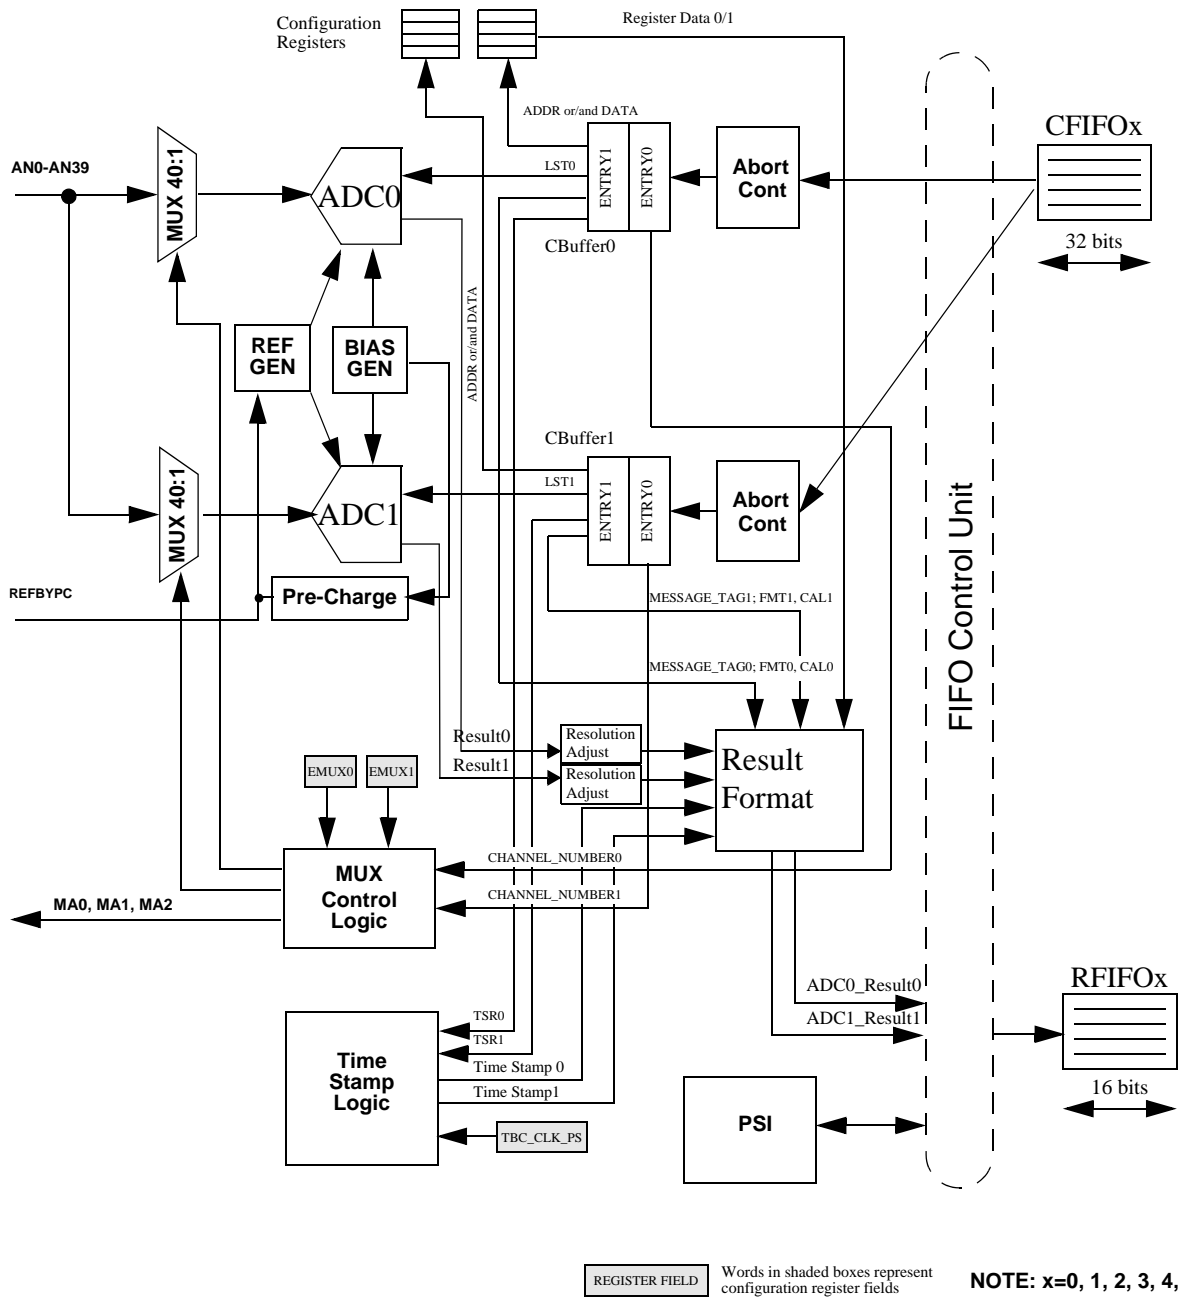 Configuration
Registers
Register Data 0/1
ADDR or/and DATA
CFIFOx
AN0-AN39
MUX 40:1
ADC0
LST0
ENTRY1
ENTRY0
Abort
Cont
32 bits
CBuffer0
ADDR or/and DATA
REF
GEN
BIAS
GEN
CBuffer1
MUX 40:1
ADC1
LST1
ENTRY1
ENTRY0
Abort
Cont
FIFO Control Unit
REFBYPC
Pre-Charge
MESSAGE_TAG1; FMT1, CAL1
MESSAGE_TAG0; FMT0, CAL0
Result0
Resolution
Adjust
Result1
Resolution
Adjust
Result
Format
EMUX0
EMUX1
MUX
Control
Logic
CHANNEL_NUMBER0
CHANNEL_NUMBER1
MA0, MA1, MA2
ADC0_Result0
ADC1_Result1
RFIFOx
16 bits
TSR0
TSR1
Time Stamp 0
Time Stamp1
Time
Stamp
Logic
TBC_CLK_PS
PSI
REGISTER FIELD
Words in shaded boxes represent
configuration register fields
NOTE: x=0, 1, 2, 3, 4,